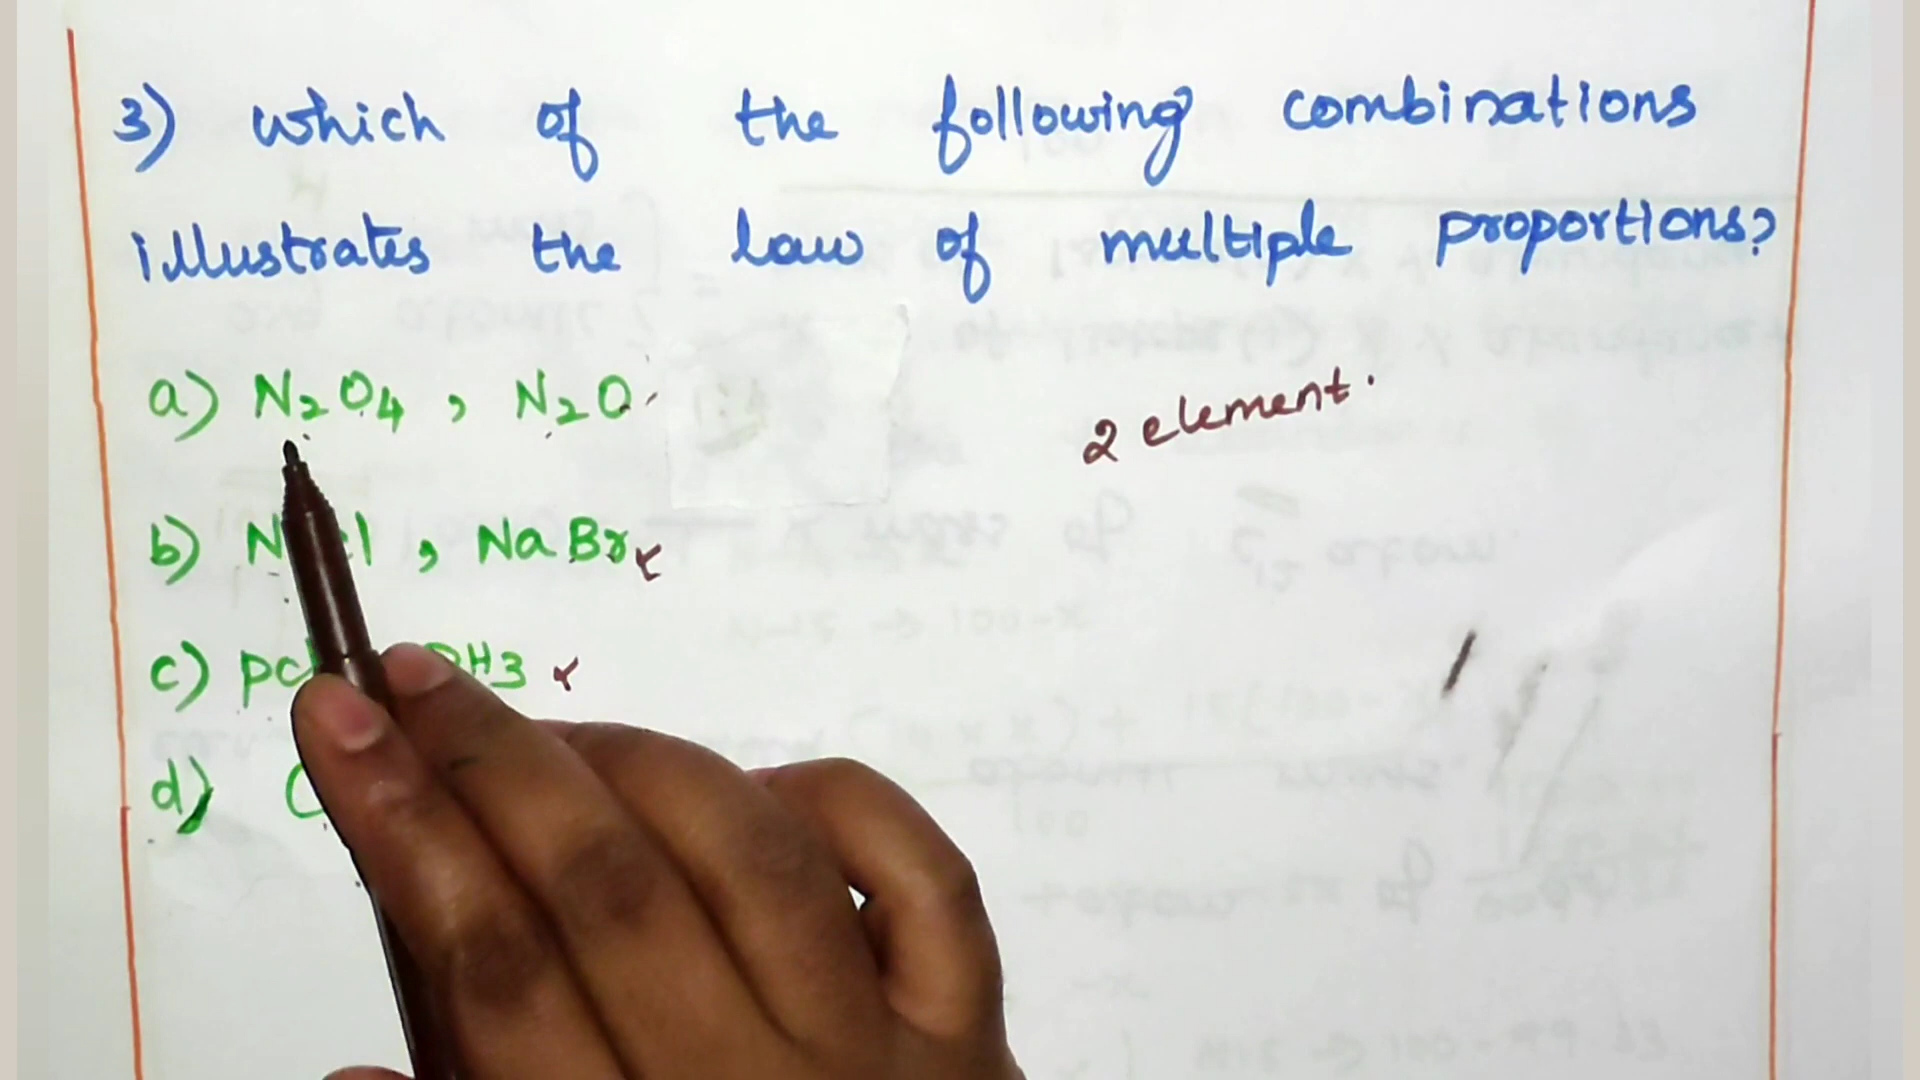 3) which of the following combinations
illustrates the law of multiple proportions?
a) N2O4 , N2O
2 element.
b) , NaBr
c)
d)